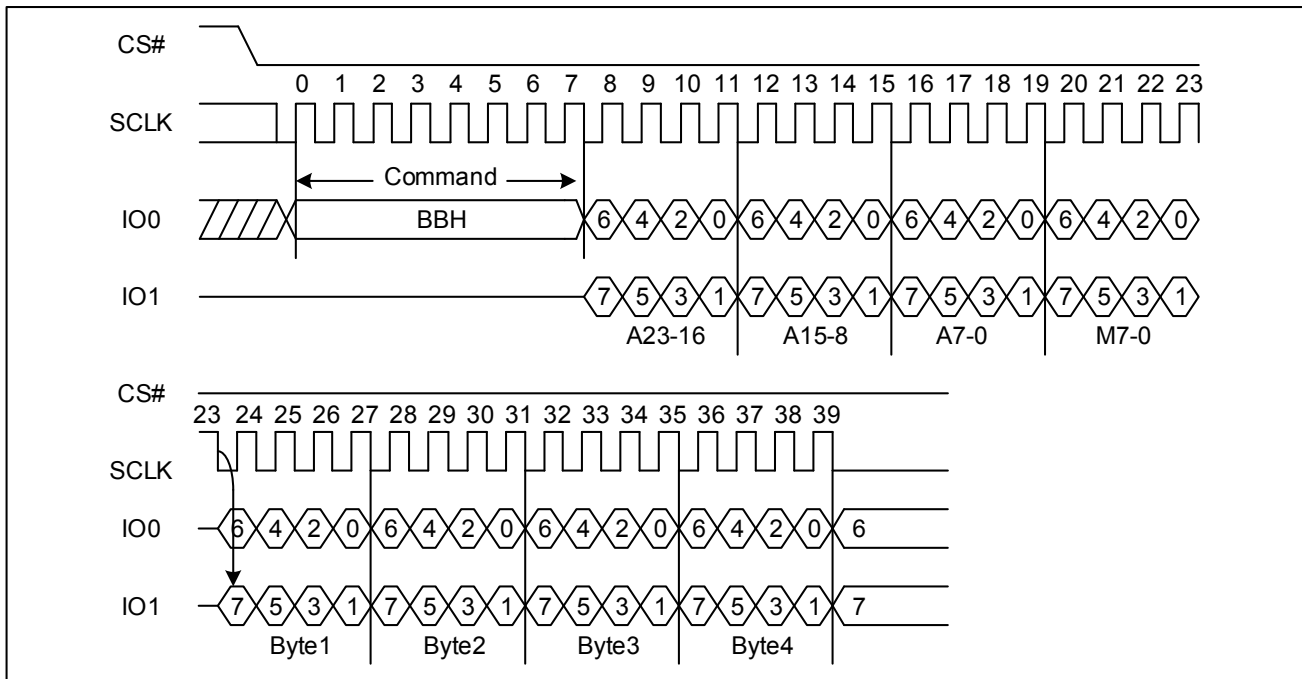 CS#
0 1 2 3 4 5 6 7 8 9 10 11 12 13 14 15 16 17 18 19 20 21 22 23
SCLK
Command
IO0 BBH 6 4 2 0 6 4 2 0 6 4 2 0 6 4 2 0
IO1 7 5 3 1 7 5 3 1 7 5 3 1 7 5 3 1
A23-16 A15-8 A7-0 M7-0
CS#
23 24 25 26 27 28 29 30 31 32 33 34 35 36 37 38 39
SCLK
IO0 6 4 2 0 6 4 2 0 6 4 2 0 6 4 2 0 6
IO1 7 5 3 1 7 5 3 1 7 5 3 1 7 5 3 1 7
Byte1 Byte2 Byte3 Byte4